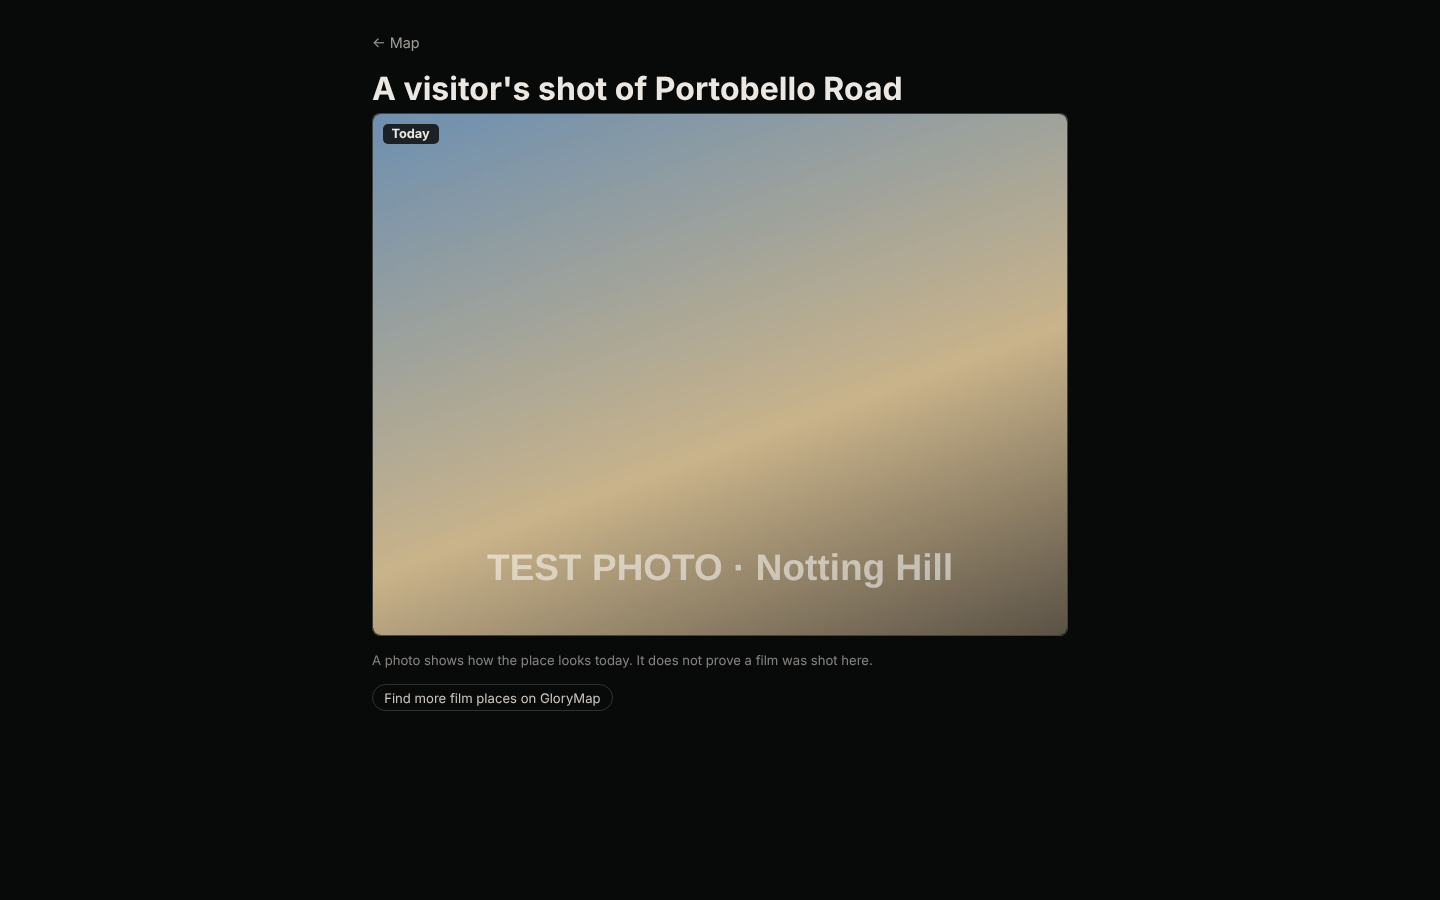 ← Map
A visitor's shot of Portobello Road
Today
TEST PHOTO · Notting Hill
A photo shows how the place looks today. It does not prove a film was shot here.
Find more film places on GloryMap